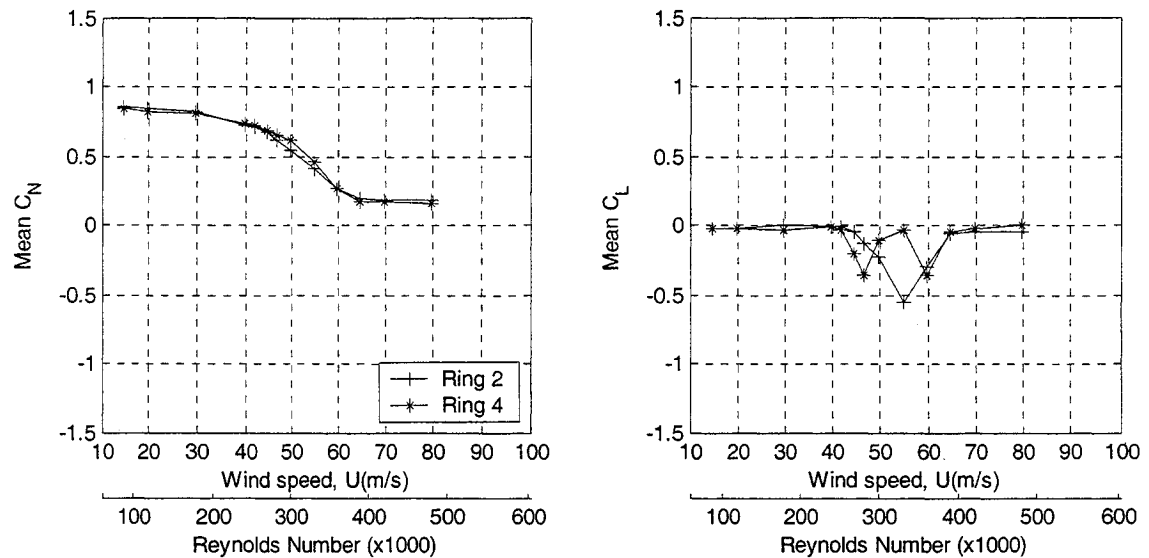 1.5
1
0.5
0
-0.5
-1
-1.5
Mean C_N
Ring 2
Ring 4
10 20 30 40 50 60 70 80 90 100
Wind speed, U(m/s)
100 200 300 400 500 600
Reynolds Number (x1000)
1.5
1
0.5
0
-0.5
-1
-1.5
Mean C_L
10 20 30 40 50 60 70 80 90 100
Wind speed, U(m/s)
100 200 300 400 500 600
Reynolds Number (x1000)